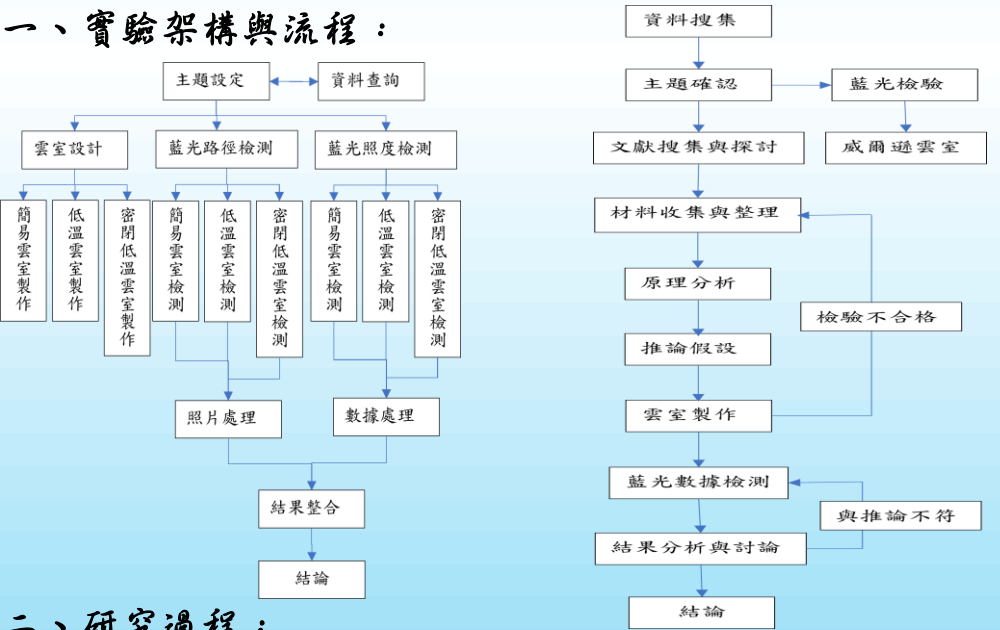 一、實驗架構與流程：
主題設定
資料查詢
雲室設計
藍光路徑檢測
藍光照度檢測
簡易雲室製作
低溫雲室製作
密閉低溫雲室製作
簡易雲室檢測
低溫雲室檢測
密閉低溫雲室檢測
簡易雲室檢測
低溫雲室檢測
密閉低溫雲室檢測
照片處理
數據處理
結果整合
結論
資料搜集
主題確認
藍光檢驗
文獻搜集與探討
威爾遜雲室
材料收集與整理
原理分析
檢驗不合格
推論假設
雲室製作
藍光數據檢測
與推論不符
結果分析與討論
結論
二、研究過程：